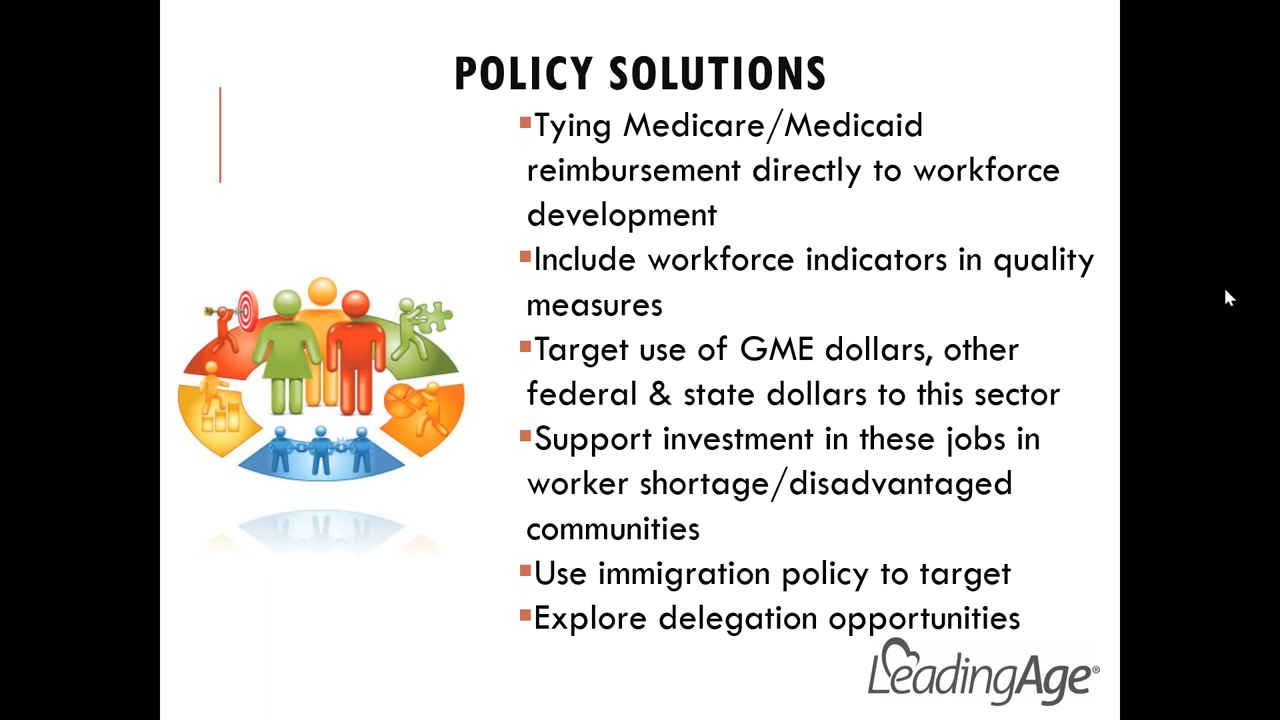 POLICY SOLUTIONS
▪Tying Medicare/Medicaid
reimbursement directly to workforce
development
▪Include workforce indicators in quality
measures
▪Target use of GME dollars, other
federal & state dollars to this sector
▪Support investment in these jobs in
worker shortage/disadvantaged
communities
▪Use immigration policy to target
▪Explore delegation opportunities
LeadingAge®